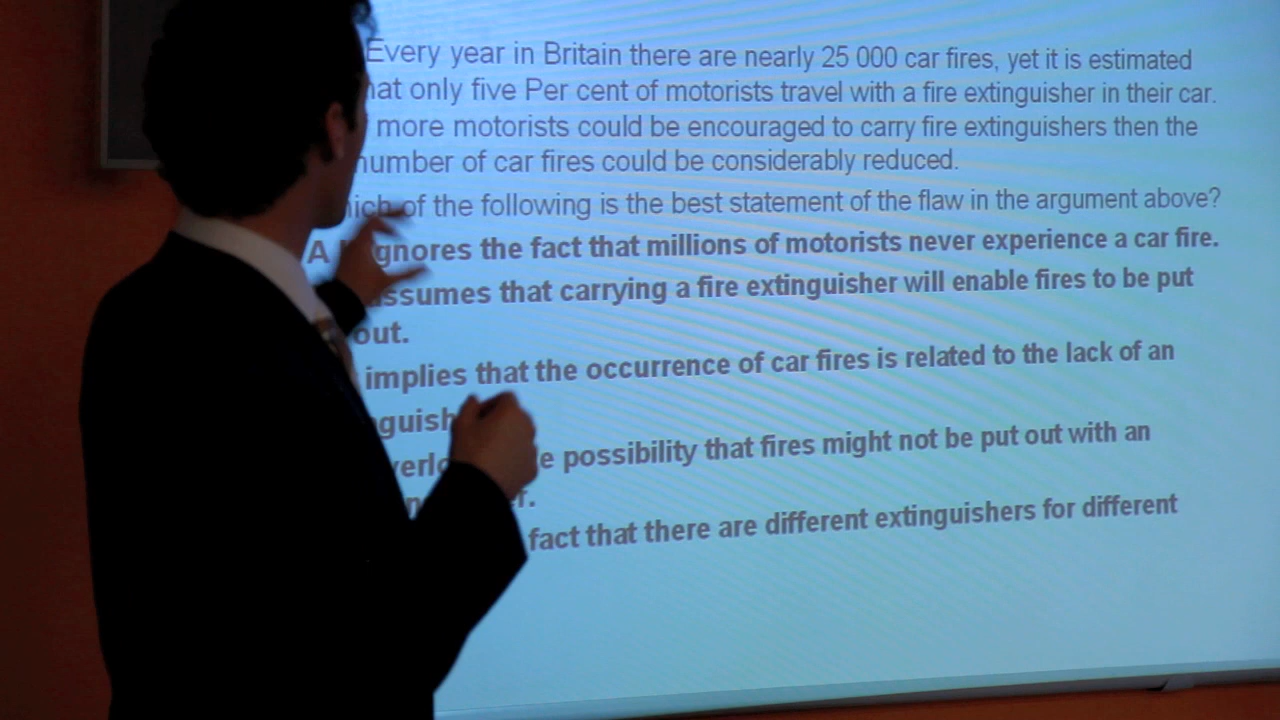 Every year in Britain there are nearly 25 000 car fires, yet it is estimated
only five Per cent of motorists travel with a fire extinguisher in their car.
more motorists could be encouraged to carry fire extinguishers then the
number of car fires could be considerably reduced.
of the following is the best statement of the flaw in the argument above?
A ignores the fact that millions of motorists never experience a car fire.
assumes that carrying a fire extinguisher will enable fires to be put
out.
implies that the occurrence of car fires is related to the lack of an
possibility that fires might not be put out with an
fact that there are different extinguishers for different